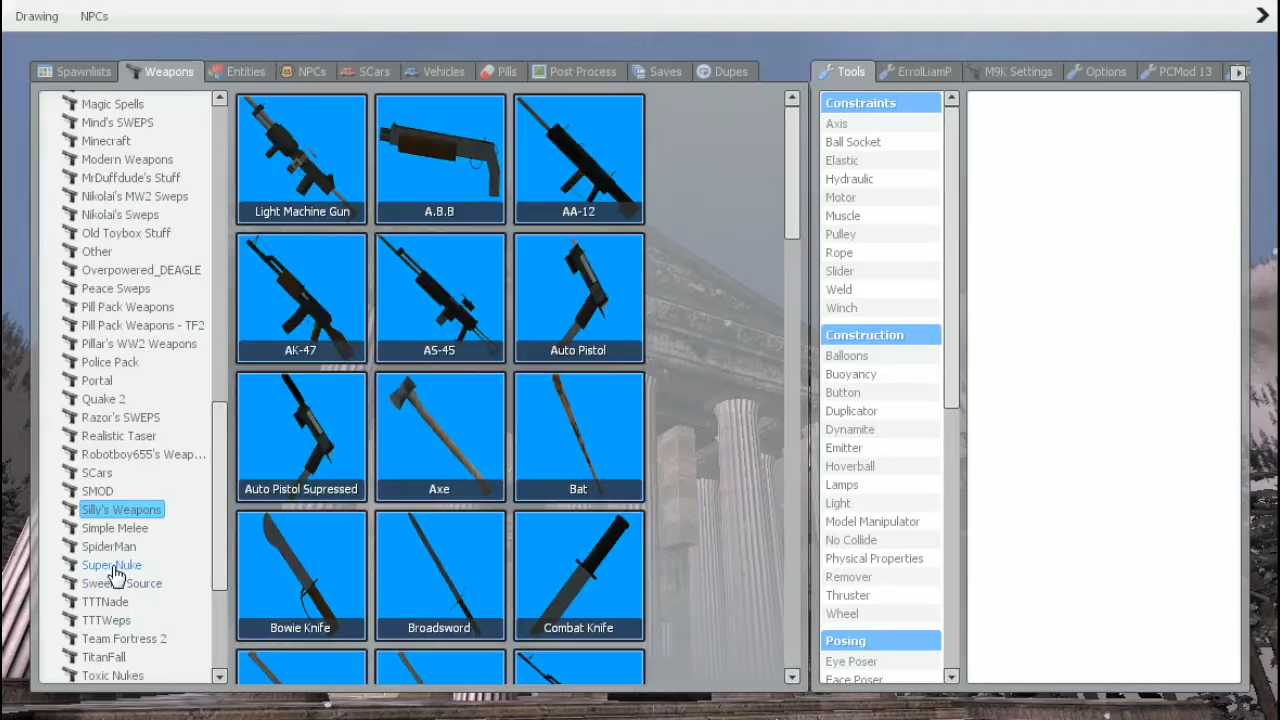 Drawing NPCs
Spawnlists Weapons Entities NPCs SCars Vehicles Pills Post Process Saves Dupes
Tools ErrolLiamP M9K Settings Options PCMod 13
Magic Spells
Mind's SWEPS
Minecraft
Modern Weapons
MrDuffdude's Stuff
Nikolai's MW2 Sweps
Nikolai's Sweps
Old Toybox Stuff
Other
Overpowered_DEAGLE
Peace Sweps
Pill Pack Weapons
Pill Pack Weapons - TF2
Pillar's WW2 Weapons
Police Pack
Portal
Quake 2
Razor's SWEPS
Realistic Taser
Robotboy655's Weap...
SCars
SMOD
Silly's Weapons
Simple Melee
SpiderMan
Super Nuke
Source
TTTNade
TTTWeps
Team Fortress 2
TitanFall
Toxic Nukes
Light Machine Gun
A.B.B
AA-12
AK-47
AS-45
Auto Pistol
Auto Pistol Supressed
Axe
Bat
Bowie Knife
Broadsword
Combat Knife
Constraints
Axis
Ball Socket
Elastic
Hydraulic
Motor
Muscle
Pulley
Rope
Slider
Weld
Winch
Construction
Balloons
Buoyancy
Button
Duplicator
Dynamite
Emitter
Hoverball
Lamps
Light
Model Manipulator
No Collide
Physical Properties
Remover
Thruster
Wheel
Posing
Eye Poser
Face Poser